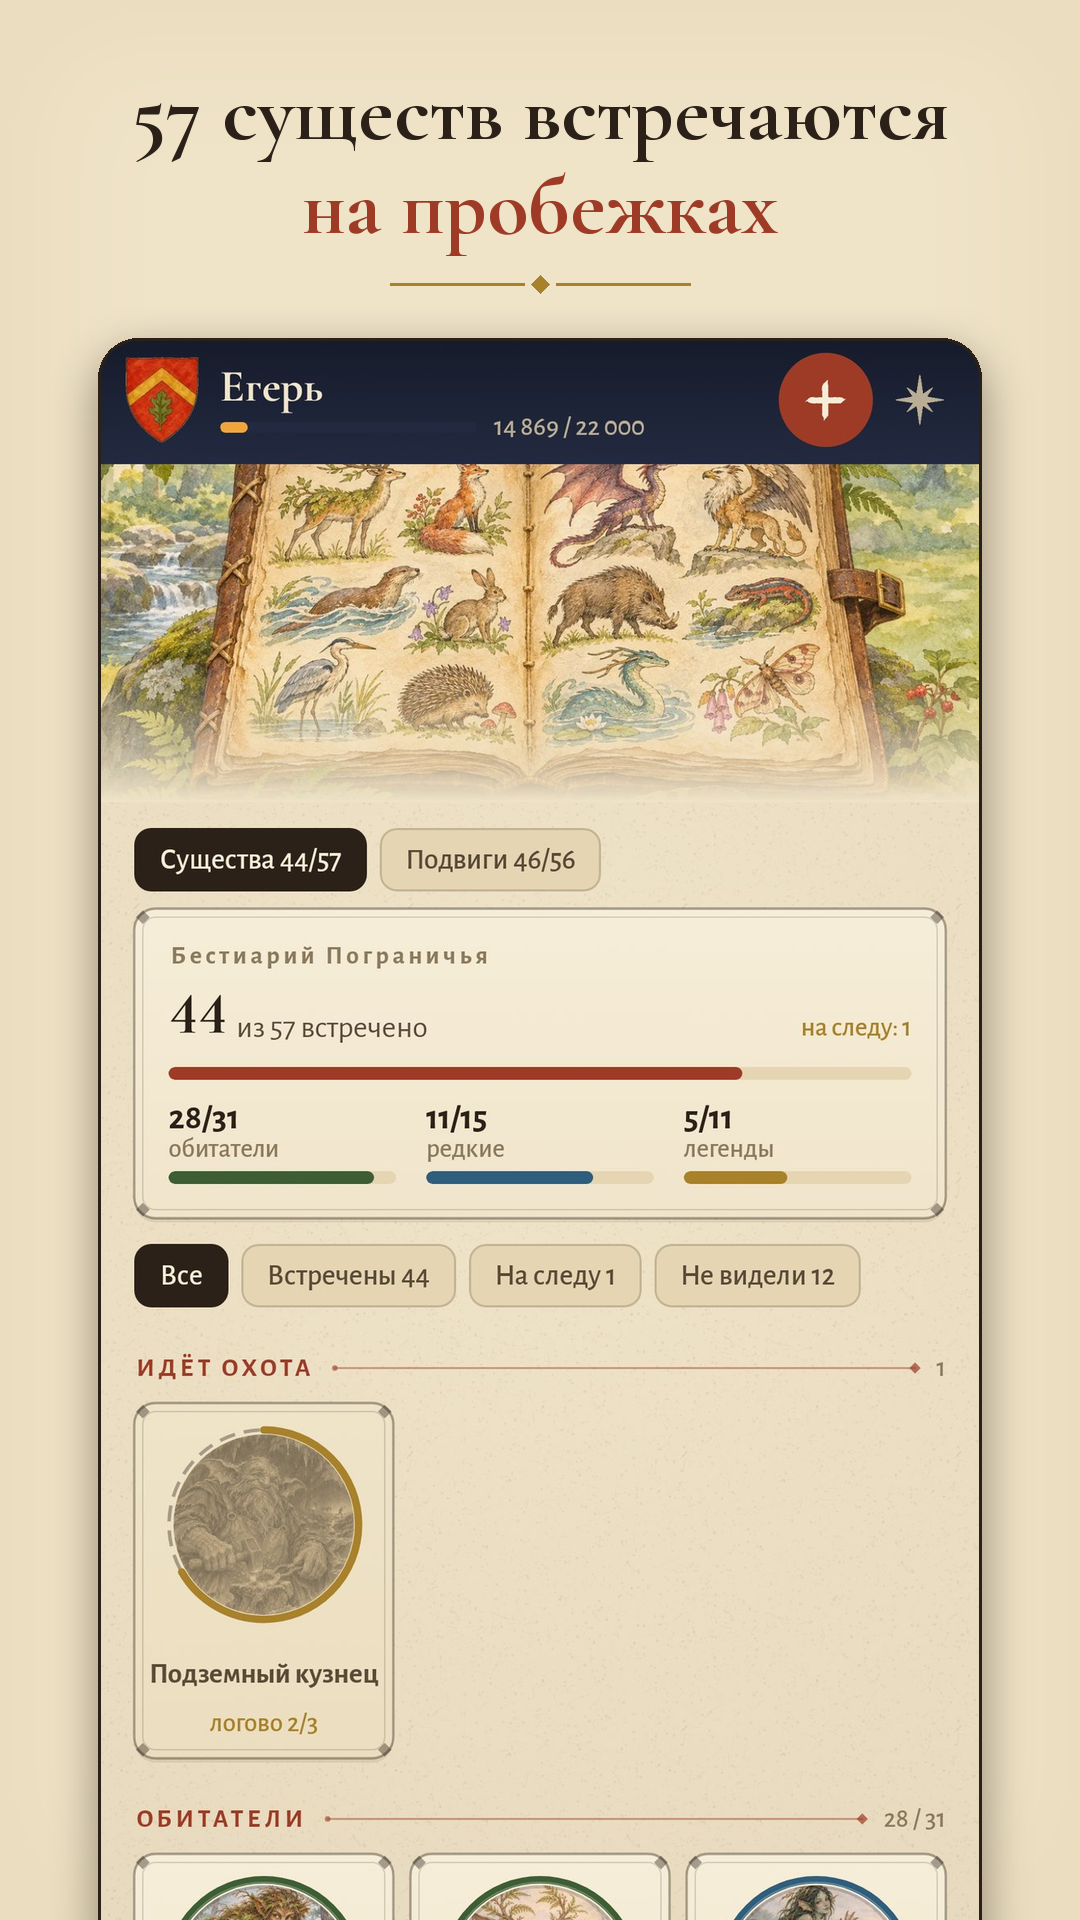 57 существ встречаются
на пробежках
Егерь
14 869 / 22 000
Существа 44/57
Подвиги 46/56
Бестиарий Пограничья
44 из 57 встречено
на следу: 1
28/31
обитатели
11/15
редкие
5/11
легенды
Все
Встречены 44
На следу 1
Не видели 12
ИДЁТ ОХОТА
1
Подземный кузнец
логово 2/3
ОБИТАТЕЛИ
28 / 31